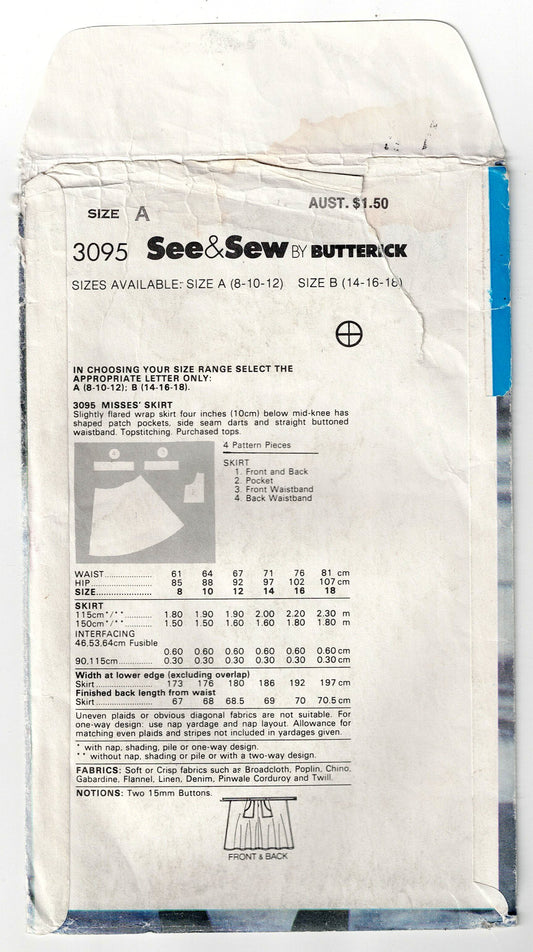 SIZE A
AUST. $1.50
3095 See&Sew BY BUTTERICK
SIZES AVAILABLE: SIZE A (8-10-12) SIZE B (14-16-18)
IN CHOOSING YOUR SIZE RANGE SELECT THE
APPROPRIATE LETTER ONLY:
A (8-10-12); B (14-16-18).
3095 MISSES' SKIRT
Slightly flared wrap skirt four inches (10cm) below mid-knee has
shaped patch pockets, side seam darts and straight buttoned
waistband. Topstitching. Purchased tops.
4 Pattern Pieces
SKIRT
1. Front and Back
2. Pocket
3. Front Waistband
4. Back Waistband
WAIST..................... 61 64 67 71 76 81 cm
HIP........................... 85 88 92 97 102 107 cm
SIZE......................... 8 10 12 14 16 18
SKIRT
115cm*/**............. 1.80 1.90 1.90 2.00 2.20 2.30 m
150cm*/**............. 1.50 1.50 1.60 1.60 1.80 1.80 m
INTERFACING
46,53,64cm Fusible
0.60 0.60 0.60 0.60 0.60 0.60 cm
90,115cm............... 0.30 0.30 0.30 0.30 0.30 0.30 cm
Width at lower edge (excluding overlap)
Skirt........................ 173 176 180 186 192 197 cm
Finished back length from waist
Skirt........................ 67 68 68.5 69 70 70.5 cm
Uneven plaids or obvious diagonal fabrics are not suitable. For
one-way design: use nap yardage and nap layout. Allowance for
matching even plaids and stripes not included in yardages given.
* with nap, shading, pile or one-way design.
** without nap, shading or pile or with a two-way design.
FABRICS: Soft or Crisp fabrics such as Broadcloth, Poplin, Chino,
Gabardine, Flannel, Linen, Denim, Pinwale Corduroy and Twill.
NOTIONS: Two 15mm Buttons.
FRONT & BACK